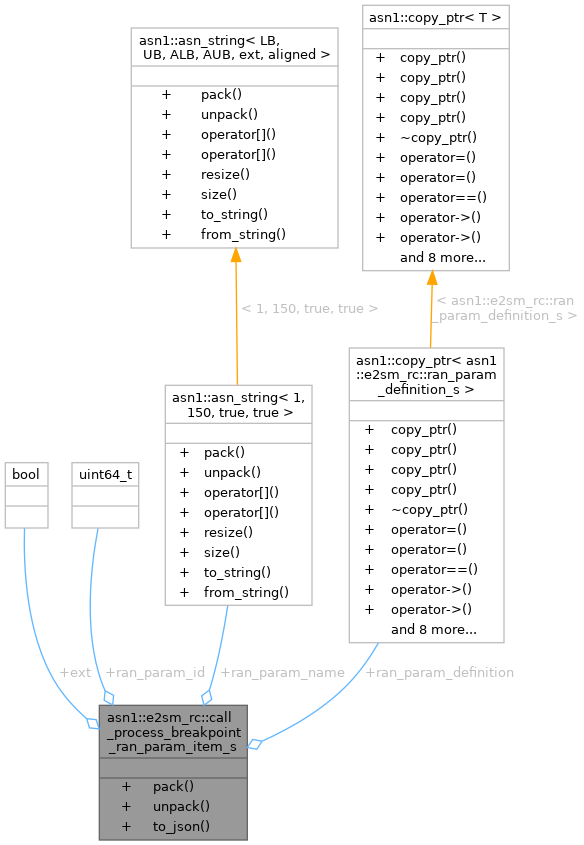 asn1::asn_string< LB,
UB, ALB, AUB, ext, aligned >
+ pack()
+ unpack()
+ operator[]()
+ operator[]()
+ resize()
+ size()
+ to_string()
+ from_string()
asn1::copy_ptr< T >
+ copy_ptr()
+ copy_ptr()
+ copy_ptr()
+ copy_ptr()
+ ~copy_ptr()
+ operator=()
+ operator=()
+ operator==()
+ operator->()
+ operator->()
and 8 more...
< 1, 150, true, true >
< asn1::e2sm_rc::ran
_param_definition_s >
asn1::asn_string< 1,
150, true, true >
+ pack()
+ unpack()
+ operator[]()
+ operator[]()
+ resize()
+ size()
+ to_string()
+ from_string()
asn1::copy_ptr< asn1
::e2sm_rc::ran_param
_definition_s >
+ copy_ptr()
+ copy_ptr()
+ copy_ptr()
+ copy_ptr()
+ ~copy_ptr()
+ operator=()
+ operator=()
+ operator==()
+ operator->()
+ operator->()
and 8 more...
bool
uint64_t
+ext
+ran_param_id
+ran_param_name
+ran_param_definition
asn1::e2sm_rc::call
_process_breakpoint
_ran_param_item_s
+ pack()
+ unpack()
+ to_json()